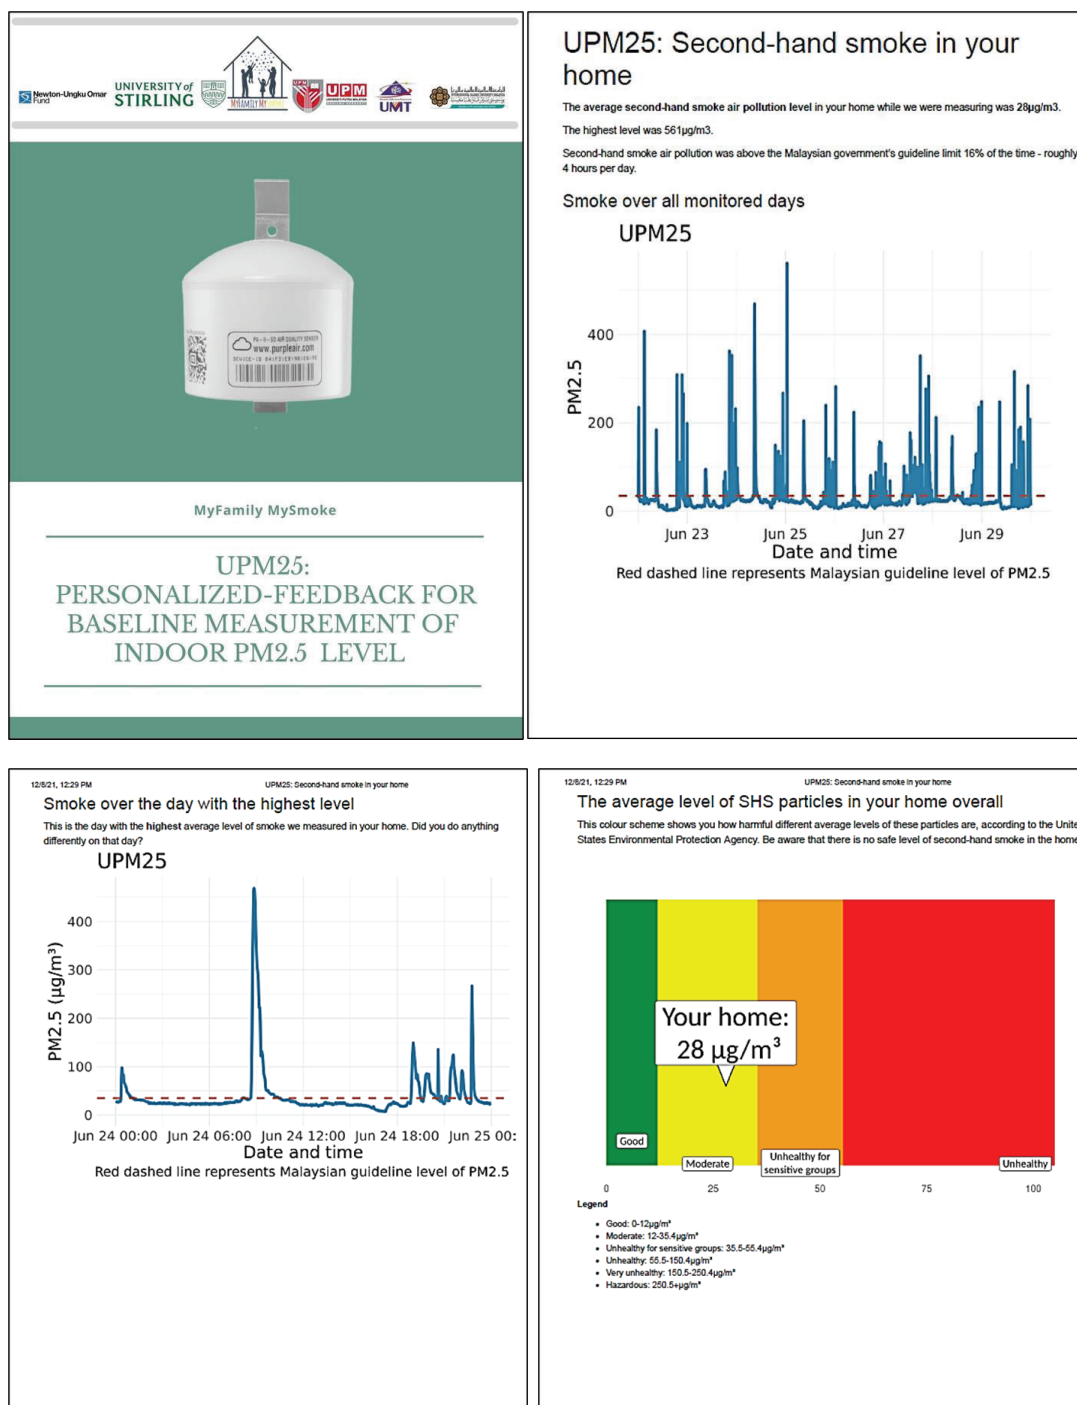 Newton-Ungku Omar
Fund
UNIVERSITY of
STIRLING
MYFAMILY MYSMOKE
UPM
UPM
UMT
PA-II-SD AIR QUALITY SENSOR
www.purpleair.com
MyFamily MySmoke
UPM25:
PERSONALIZED-FEEDBACK FOR
BASELINE MEASUREMENT OF
INDOOR PM2.5 LEVEL
UPM25: Second-hand smoke in your
home
The average second-hand smoke air pollution level in your home while we were measuring was 28µg/m3.
The highest level was 561µg/m3.
Second-hand smoke air pollution was above the Malaysian government's guideline limit 16% of the time - roughly
4 hours per day.
Smoke over all monitored days
UPM25
PM2.5
400
200
0
Jun 23 Jun 25 Jun 27 Jun 29
Date and time
Red dashed line represents Malaysian guideline level of PM2.5
12/8/21, 12:29 PM UPM25: Second-hand smoke in your home
Smoke over the day with the highest level
This is the day with the highest average level of smoke we measured in your home. Did you do anything
differently on that day?
UPM25
PM2.5 (µg/m³)
400
300
200
100
0
Jun 24 00:00 Jun 24 06:00 Jun 24 12:00 Jun 24 18:00 Jun 25 00:
Date and time
Red dashed line represents Malaysian guideline level of PM2.5
12/8/21, 12:29 PM UPM25: Second-hand smoke in your home
The average level of SHS particles in your home overall
This colour scheme shows you how harmful different average levels of these particles are, according to the Unite
States Environmental Protection Agency. Be aware that there is no safe level of second-hand smoke in the home
Your home:
28 µg/m³
Good
Moderate
Unhealthy for
sensitive groups
Unhealthy
0 25 50 75 100
Legend
• Good: 0-12µg/m³
• Moderate: 12-35.4µg/m³
• Unhealthy for sensitive groups: 35.5-55.4µg/m³
• Unhealthy: 55.5-150.4µg/m³
• Very unhealthy: 150.5-250.4µg/m³
• Hazardous: 250.5+µg/m³